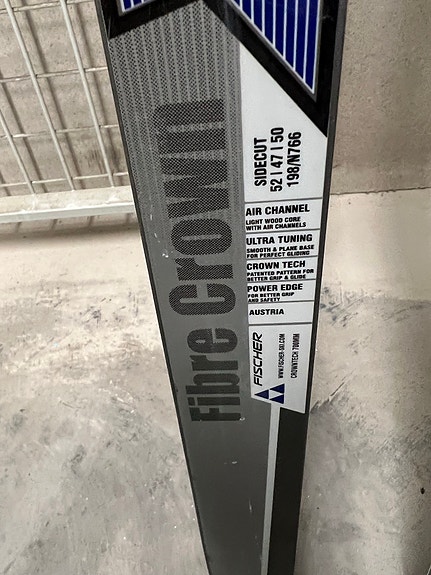 Fibre Crown
SIDECUT
52 | 47 | 50
198/N766
AIR CHANNEL
LIGHT WOOD CORE
WITH AIR CHANNELS
ULTRA TUNING
SMOOTH & PLANE BASE
FOR PERFECT GLIDING
CROWN TECH
PATENTED PATTERN FOR
BETTER GRIP & GLIDE
POWER EDGE
FOR BETTER GRIP
AND SAFETY
AUSTRIA
FISCHER
WWW.FISCHER-SKI.COM
CROWNTECH 700MM